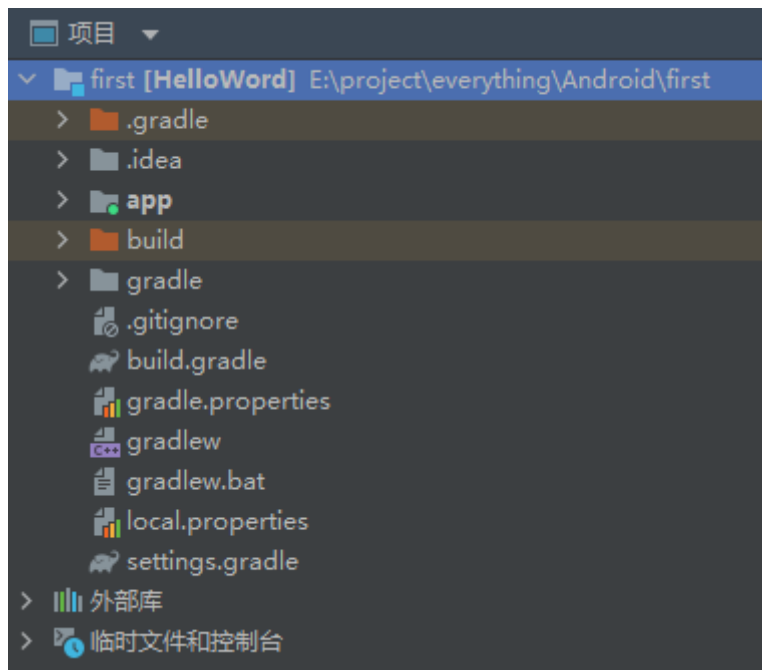 项目
first [HelloWord] E:\project\everything\Android\first
.gradle
.idea
app
build
gradle
.gitignore
build.gradle
gradle.properties
C++ gradlew
gradlew.bat
local.properties
settings.gradle
外部库
临时文件和控制台